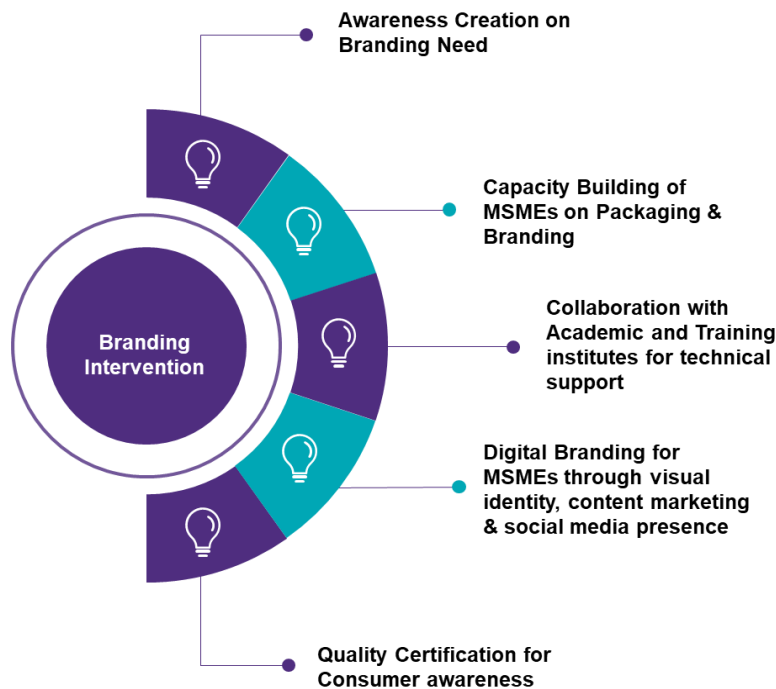 Awareness Creation on
Branding Need
Capacity Building of
MSMEs on Packaging &
Branding
Branding
Intervention
Collaboration with
Academic and Training
institutes for technical
support
Digital Branding for
MSMEs through visual
identity, content marketing
& social media presence
Quality Certification for
Consumer awareness